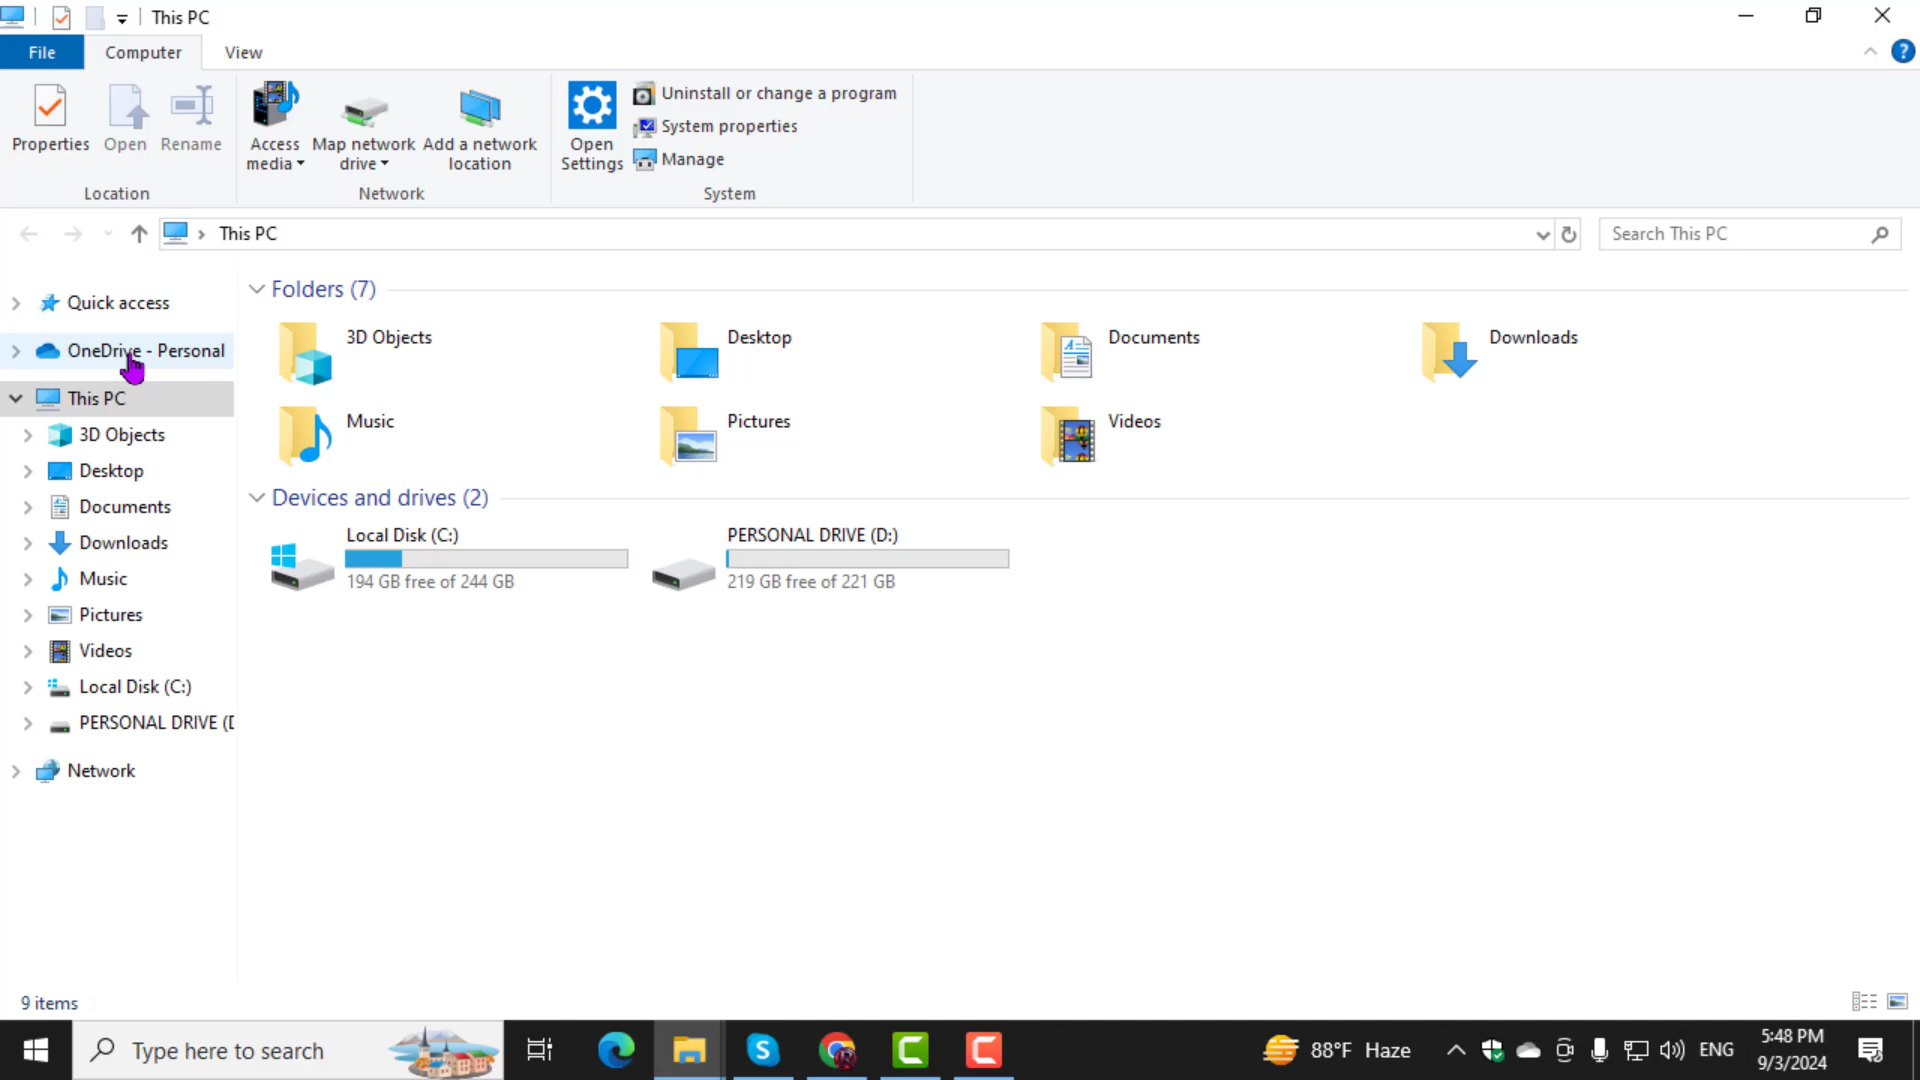 This PC
File
Computer
View
Properties
Open
Rename
Location
Access
media
Map network
drive
Add a network
location
Network
Open
Settings
Uninstall or change a program
System properties
Manage
System
This PC
Search This PC
Quick access
OneDrive - Personal
This PC
3D Objects
Desktop
Documents
Downloads
Music
Pictures
Videos
Local Disk (C:)
PERSONAL DRIVE (D
Network
Folders (7)
3D Objects
Desktop
Documents
Downloads
Music
Pictures
Videos
Devices and drives (2)
Local Disk (C:)
194 GB free of 244 GB
PERSONAL DRIVE (D:)
219 GB free of 221 GB
9 items
Type here to search
88°F Haze
ENG
5:48 PM
9/3/2024